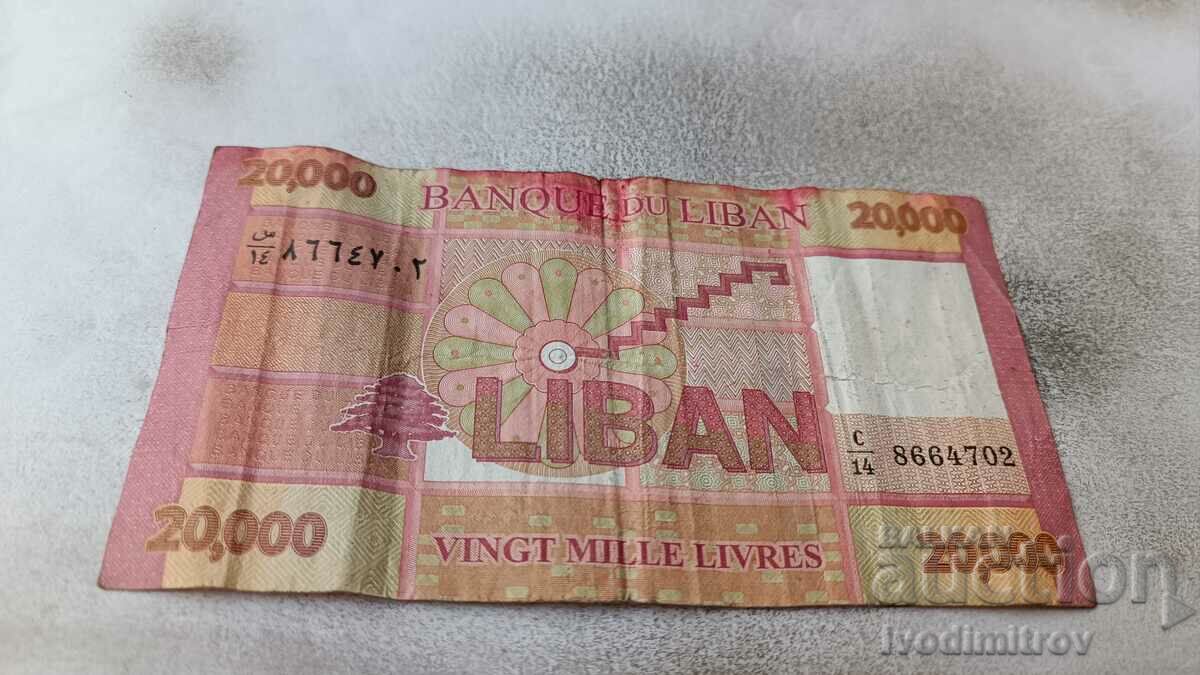 20,000
BANQUE DU LIBAN
20,000
ص/١٤ ٨٦٦٤٧٠٢
LIBAN
C/14 8664702
20,000
VINGT MILLE LIVRES
20,000
BALKAN
auction
Ivodimitrov